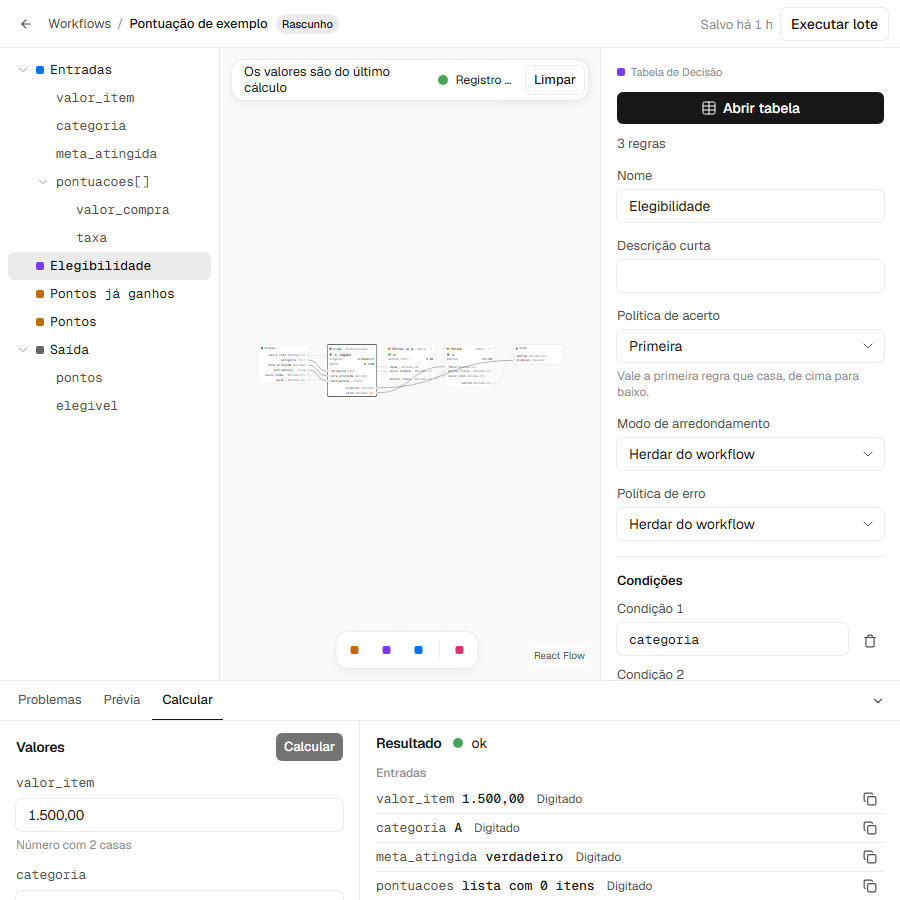 Workflows / Pontuação de exemplo Rascunho
Salvo há 1 h Executar lote
Entradas
valor_item
categoria
meta_atingida
pontuacoes[]
valor_compra
taxa
Elegibilidade
Pontos já ganhos
Pontos
Saída
pontos
elegivel
Os valores são do último
cálculo
Registro ...
Limpar
React Flow
Tabela de Decisão
Abrir tabela
3 regras
Nome
Elegibilidade
Descrição curta
Política de acerto
Primeira
Vale a primeira regra que casa, de cima para
baixo.
Modo de arredondamento
Herdar do workflow
Política de erro
Herdar do workflow
Condições
Condição 1
categoria
Condição 2
Problemas Prévia Calcular
Valores Calcular
valor_item
1.500,00
Número com 2 casas
categoria
Resultado ok
Entradas
valor_item 1.500,00 Digitado
categoria A Digitado
meta_atingida verdadeiro Digitado
pontuacoes lista com 0 itens Digitado